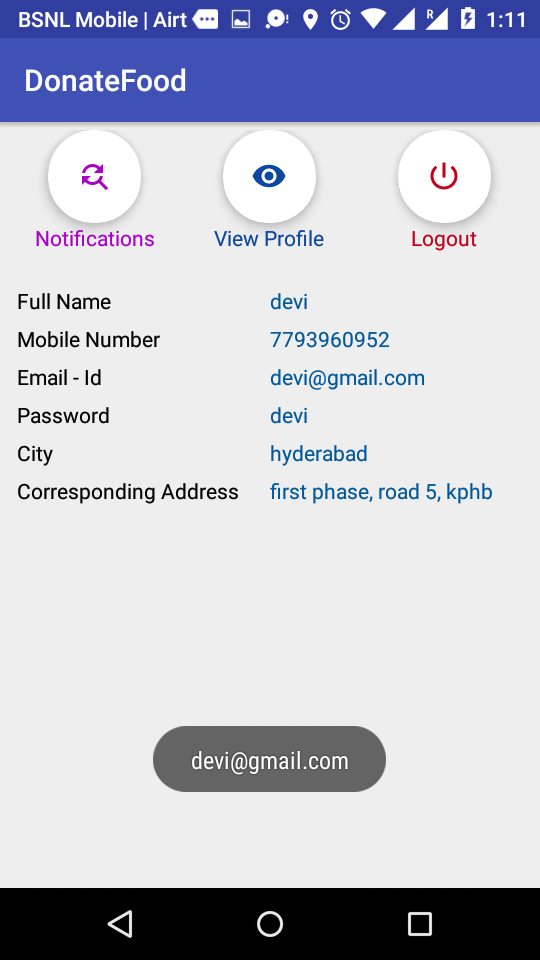 BSNL Mobile | Airt R 1:11
DonateFood
Notifications View Profile Logout
Full Name devi
Mobile Number 7793960952
Email - Id devi@gmail.com
Password devi
City hyderabad
Corresponding Address first phase, road 5, kphb
devi@gmail.com